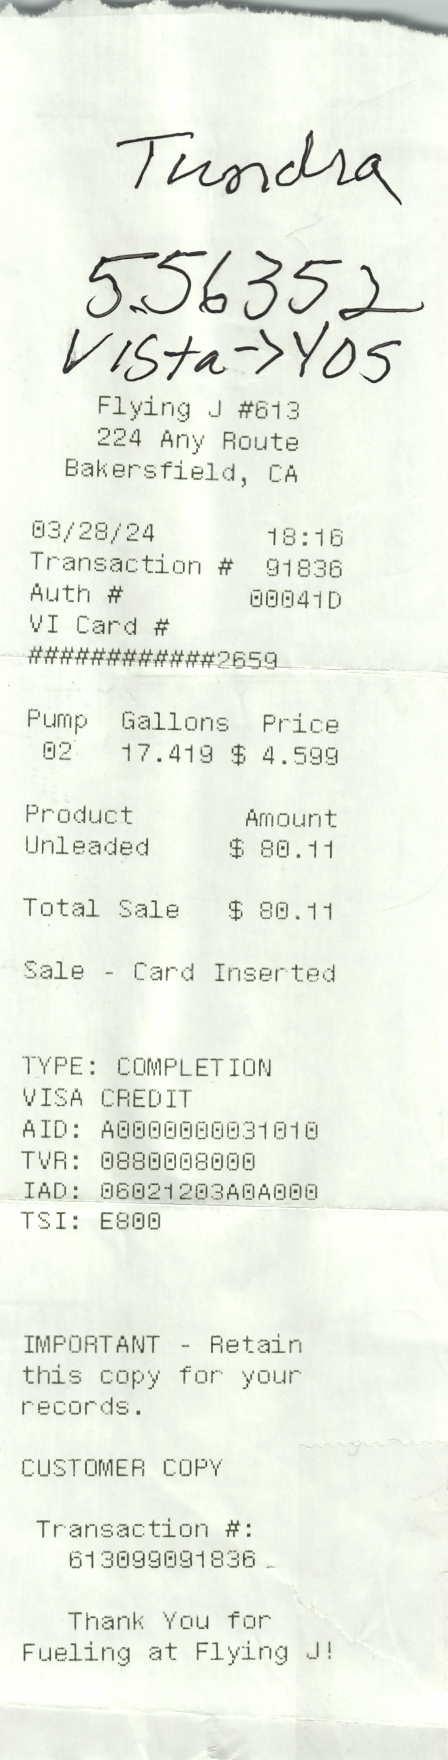 Tundra
556352
Vista->YOS
Flying J #613
224 Any Route
Bakersfield, CA
03/28/24 18:16
Transaction # 91836
Auth # 00041D
VI Card #
############2659
Pump Gallons Price
02 17.419 $ 4.599
Product Amount
Unleaded $ 80.11
Total Sale $ 80.11
Sale - Card Inserted
TYPE: COMPLETION
VISA CREDIT
AID: A0000000031010
TVR: 0880008000
IAD: 06021203A0A000
TSI: E800
IMPORTANT - Retain
this copy for your
records.
CUSTOMER COPY
Transaction #:
613099091836
Thank You for
Fueling at Flying J!